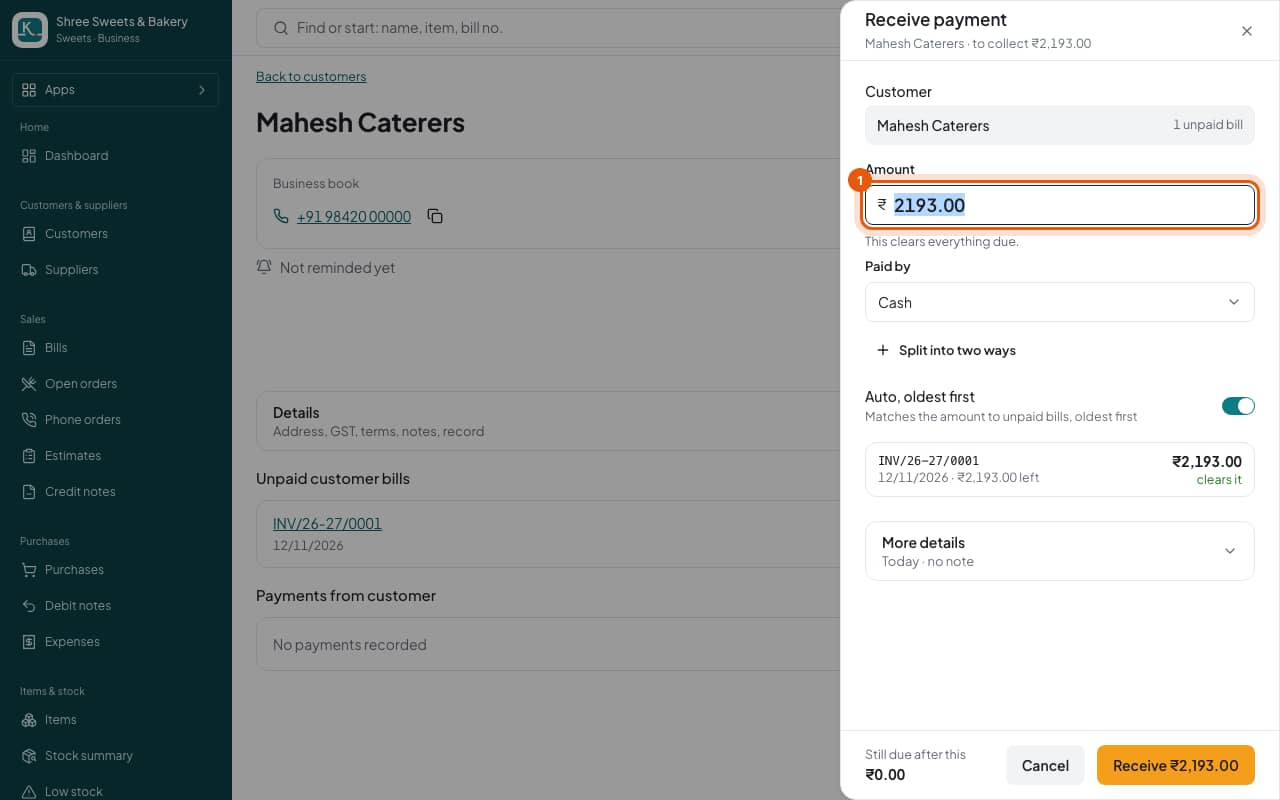 Shree Sweets & Bakery
Sweets · Business
Apps
Home
Dashboard
Customers & suppliers
Customers
Suppliers
Sales
Bills
Open orders
Phone orders
Estimates
Credit notes
Purchases
Purchases
Debit notes
Expenses
Items & stock
Items
Stock summary
Low stock
Find or start: name, item, bill no.
Back to customers
Mahesh Caterers
Business book
+91 98420 00000
Not reminded yet
Details
Address, GST, terms, notes, record
Unpaid customer bills
INV/26-27/0001
12/11/2026
Payments from customer
No payments recorded
Receive payment
Mahesh Caterers · to collect ₹2,193.00
Customer
Mahesh Caterers 1 unpaid bill
Amount
1
₹ 2193.00
This clears everything due.
Paid by
Cash
Split into two ways
Auto, oldest first
Matches the amount to unpaid bills, oldest first
INV/26-27/0001 ₹2,193.00
12/11/2026 · ₹2,193.00 left clears it
More details
Today · no note
Still due after this
₹0.00
Cancel
Receive ₹2,193.00